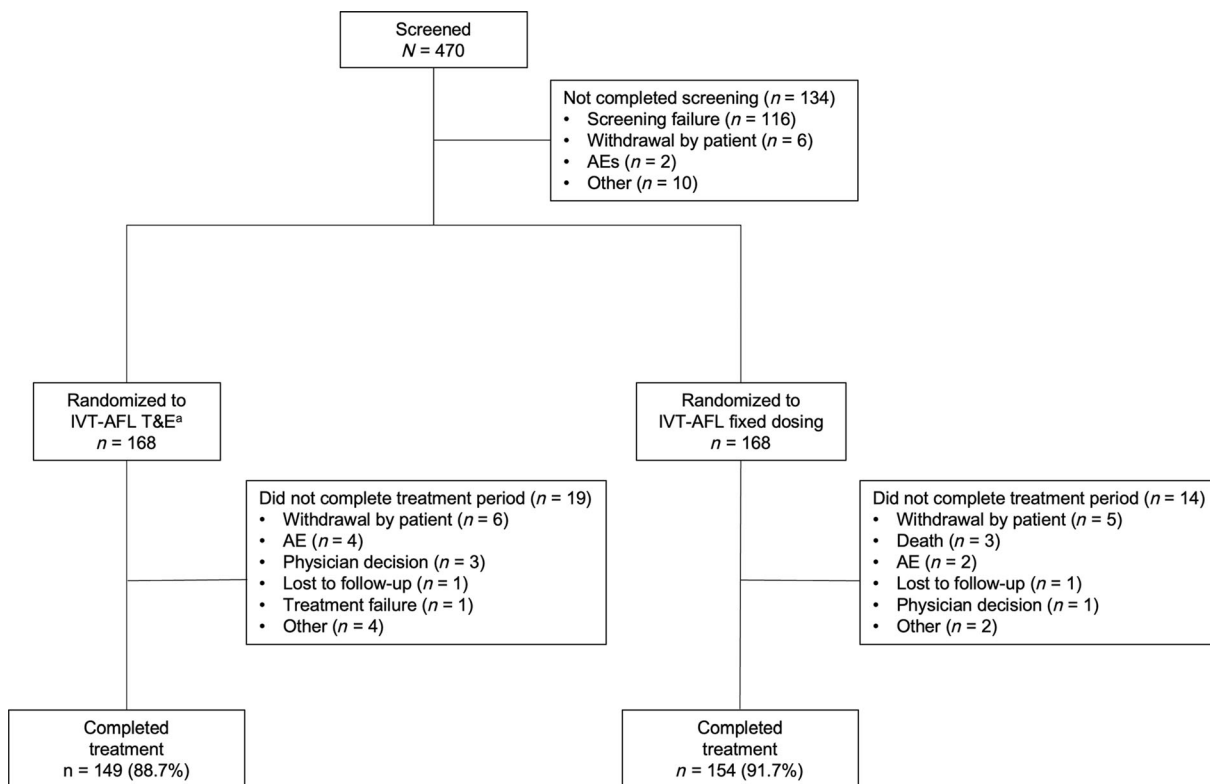 Screened
N = 470
Not completed screening (n = 134)
• Screening failure (n = 116)
• Withdrawal by patient (n = 6)
• AEs (n = 2)
• Other (n = 10)
Randomized to
IVT-AFL T&Eᵃ
n = 168
Randomized to
IVT-AFL fixed dosing
n = 168
Did not complete treatment period (n = 19)
• Withdrawal by patient (n = 6)
• AE (n = 4)
• Physician decision (n = 3)
• Lost to follow-up (n = 1)
• Treatment failure (n = 1)
• Other (n = 4)
Did not complete treatment period (n = 14)
• Withdrawal by patient (n = 5)
• Death (n = 3)
• AE (n = 2)
• Lost to follow-up (n = 1)
• Physician decision (n = 1)
• Other (n = 2)
Completed
treatment
n = 149 (88.7%)
Completed
treatment
n = 154 (91.7%)